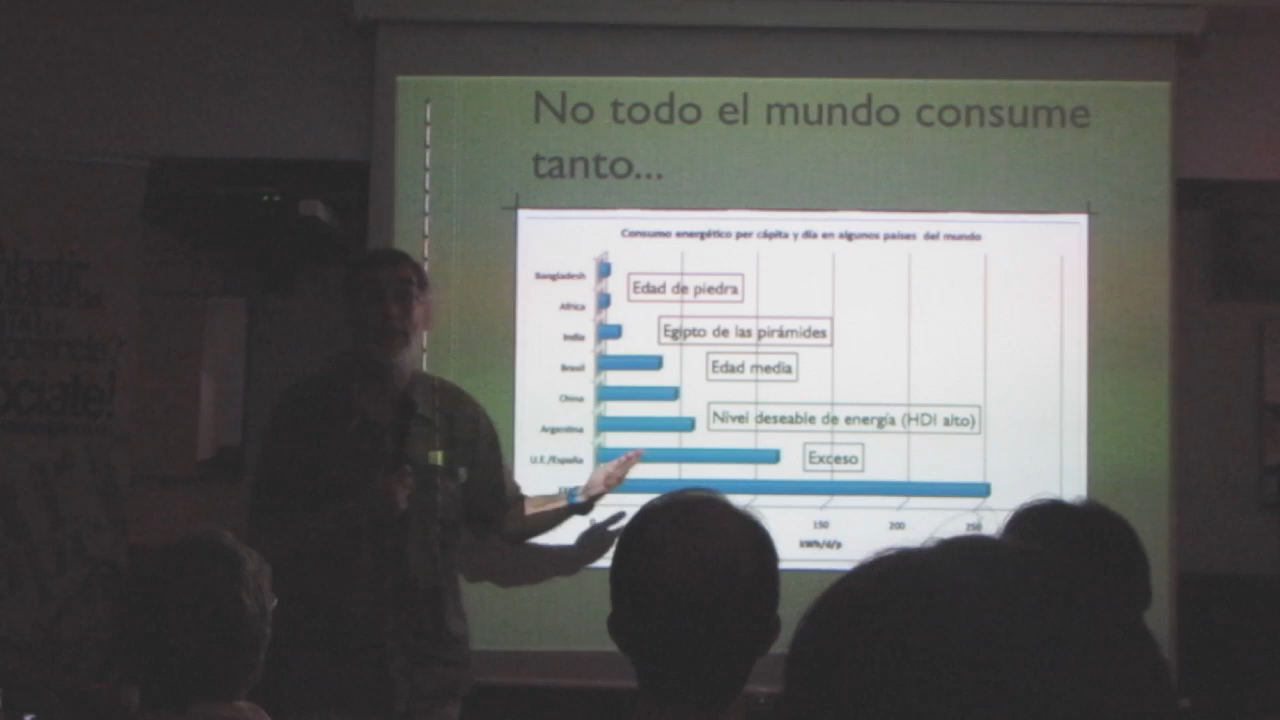 No todo el mundo consume
tanto...
Consumo energético per cápita y día en algunos países del mundo
Bangladesh
Edad de piedra
Africa
India
Egipto de las pirámides
Brasil
Edad media
China
Argentina
Nivel deseable de energía (HDI alto)
U.E./España
Exceso
150 200 250
kWh/d/p
ociate!